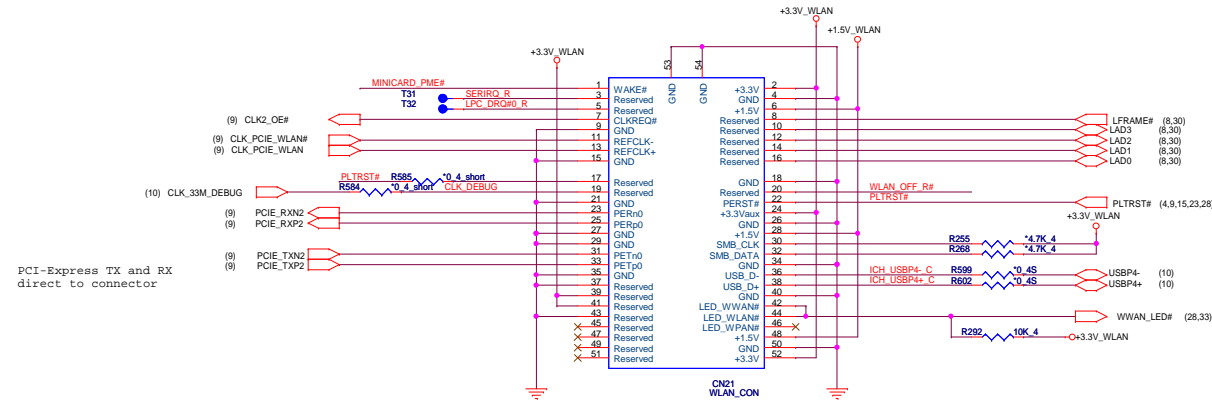 +3.3V_WLAN
+1.5V_WLAN
+3.3V_WLAN
53
54
GND
GND
MINICARD_PME# 1 WAKE# +3.3V 2
T31 SERIRQ_R 3 Reserved GND 4
T32 LPC_DRQ#0_R 5 Reserved +1.5V 6
(9) CLK2_OE# 7 CLKREQ# Reserved 8 LFRAME# (8,30)
9 GND Reserved 10 LAD3 (8,30)
(9) CLK_PCIE_WLAN# 11 REFCLK- Reserved 12 LAD2 (8,30)
(9) CLK_PCIE_WLAN 13 REFCLK+ Reserved 14 LAD1 (8,30)
15 GND Reserved 16 LAD0 (8,30)
PLTRST# R585 *0_4_short 17 Reserved GND 18
(10) CLK_33M_DEBUG R584 *0_4_short CLK_DEBUG 19 Reserved Reserved 20 WLAN_OFF_R#
21 GND PERST# 22 PLTRST# PLTRST# (4,9,15,23,28)
(9) PCIE_RXN2 23 PERn0 +3.3Vaux 24
(9) PCIE_RXP2 25 PERp0 GND 26
+3.3V_WLAN
27 GND +1.5V 28
29 GND SMB_CLK 30 R255 *4.7K_4
(9) PCIE_TXN2 31 PETn0 SMB_DATA 32 R268 *4.7K_4
(9) PCIE_TXP2 33 PETp0 GND 34
PCI-Express TX and RX
direct to connector
35 GND USB_D- 36 ICH_USBP4-_C R599 *0_4S USBP4- (10)
37 Reserved USB_D+ 38 ICH_USBP4+_C R602 *0_4S USBP4+ (10)
39 Reserved GND 40
41 Reserved LED_WWAN# 42
43 Reserved LED_WLAN# 44 WWAN_LED# (28,33)
45 Reserved LED_WPAN# 46
47 Reserved +1.5V 48 R292 10K_4 +3.3V_WLAN
49 Reserved GND 50
51 Reserved +3.3V 52
CN21
WLAN_CON